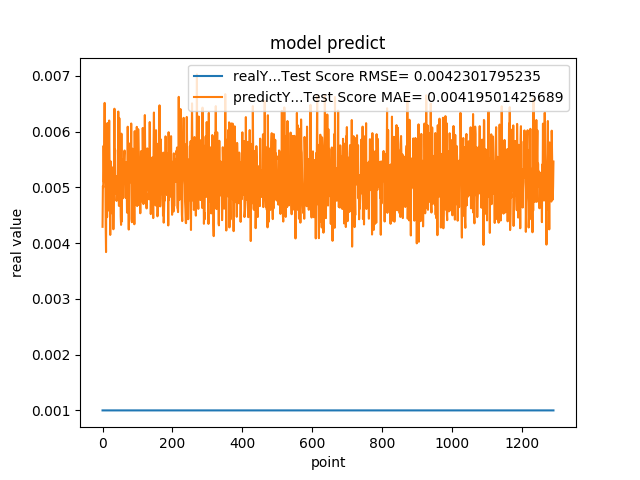 model predict
realY...Test Score RMSE= 0.0042301795235
predictY...Test Score MAE= 0.00419501425689
0.007
0.006
0.005
0.004
0.003
0.002
0.001
real value
0 200 400 600 800 1000 1200
point